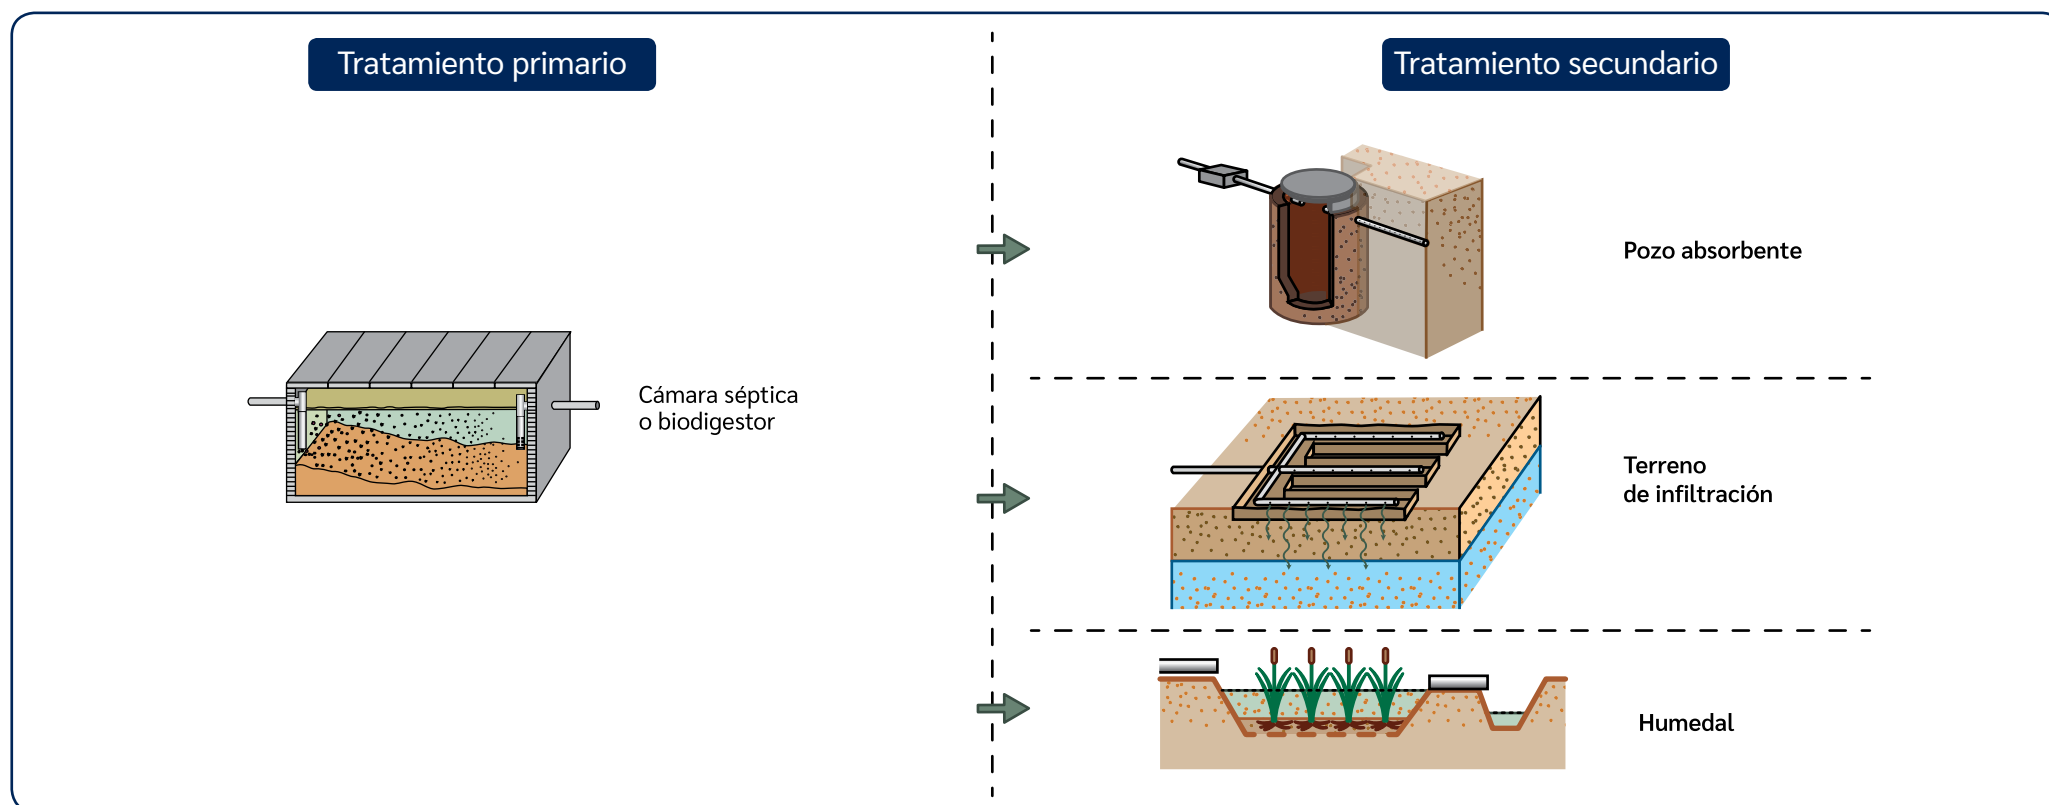 Tratamiento primario
Tratamiento secundario
Cámara séptica
o biodigestor
Pozo absorbente
Terreno
de infiltración
Humedal